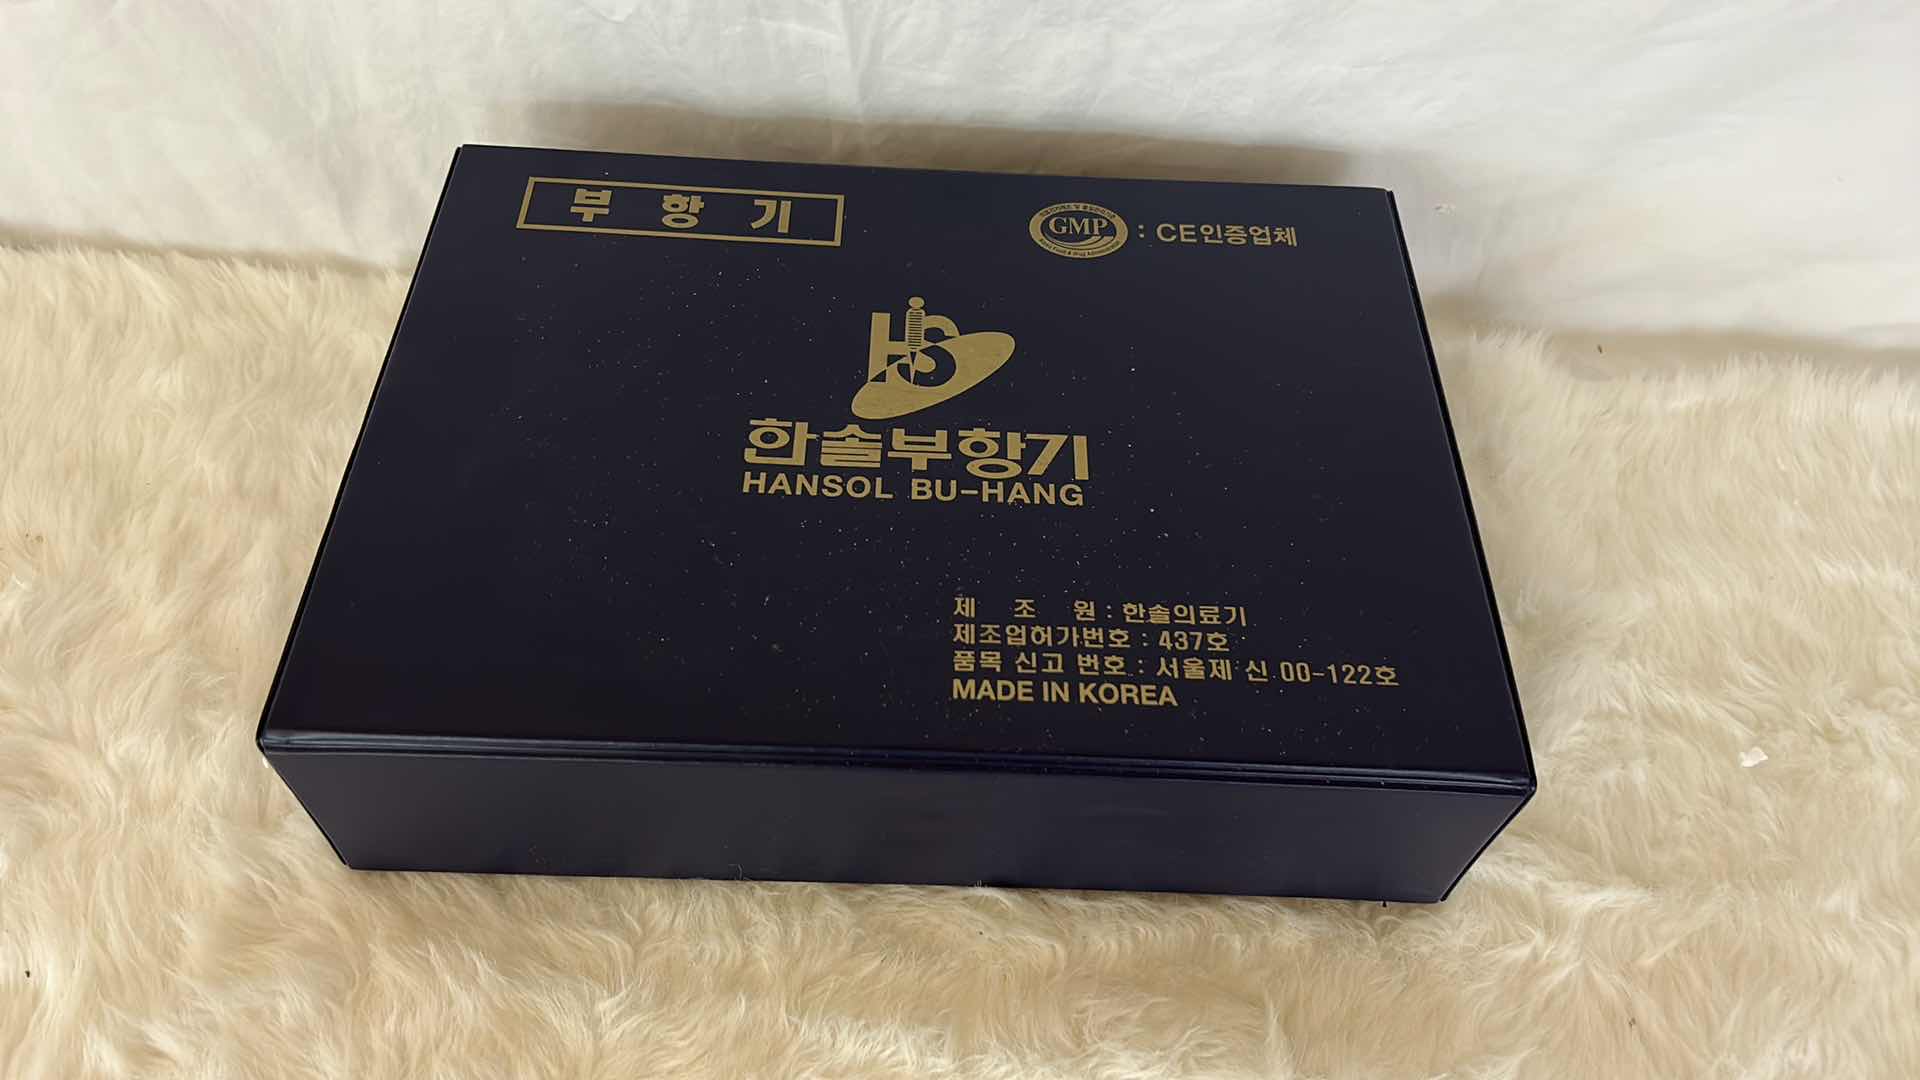 부 항 기
GMP : CE인증업체
HS
한솔부항기
HANSOL BU-HANG
제 조 원 : 한솔의료기
제조업허가번호 : 437호
품목 신고 번호 : 서울제 신 00-122호
MADE IN KOREA